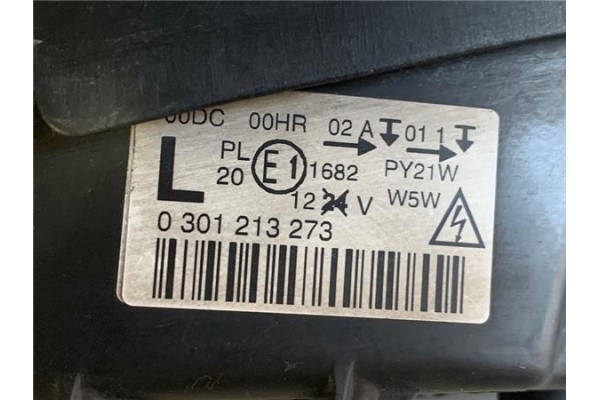 00DC 00HR 02 A 01 1
L PL 20 E1 1682 PY21W
12 24 V W5W
0 301 213 273